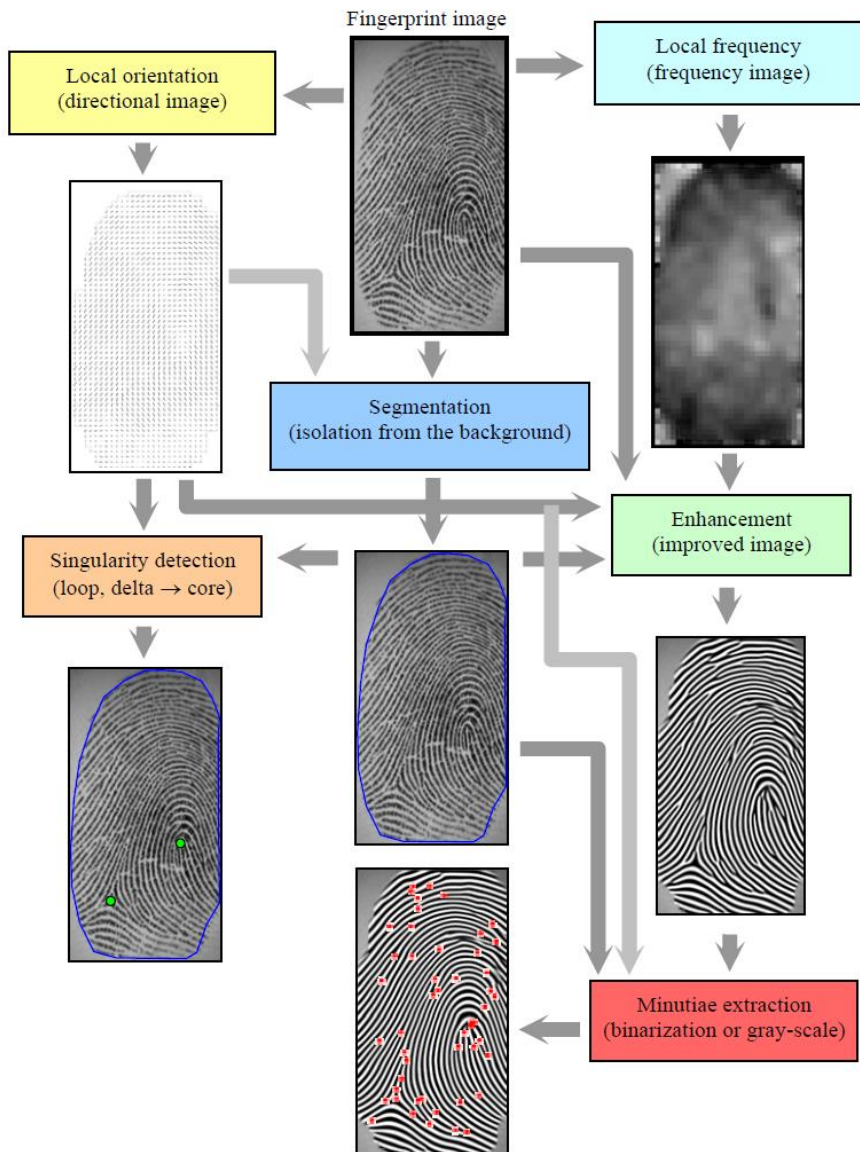 Fingerprint image
Local orientation
(directional image)
Local frequency
(frequency image)
Segmentation
(isolation from the background)
Singularity detection
(loop, delta → core)
Enhancement
(improved image)
Minutiae extraction
(binarization or gray-scale)